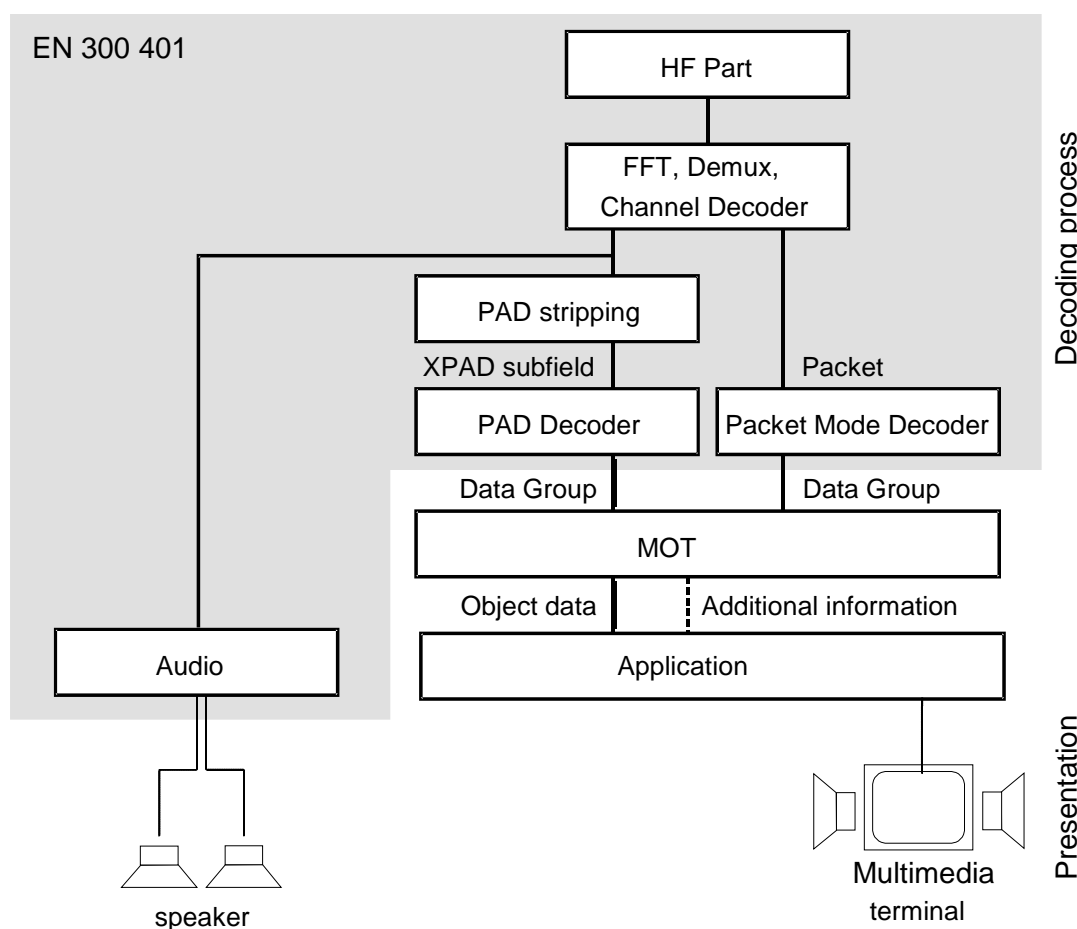 EN 300 401
HF Part
FFT, Demux,
Channel Decoder
PAD stripping
XPAD subfield
Packet
PAD Decoder
Packet Mode Decoder
Data Group
Data Group
MOT
Object data
Additional information
Audio
Application
speaker
Multimedia
terminal
Decoding process
Presentation